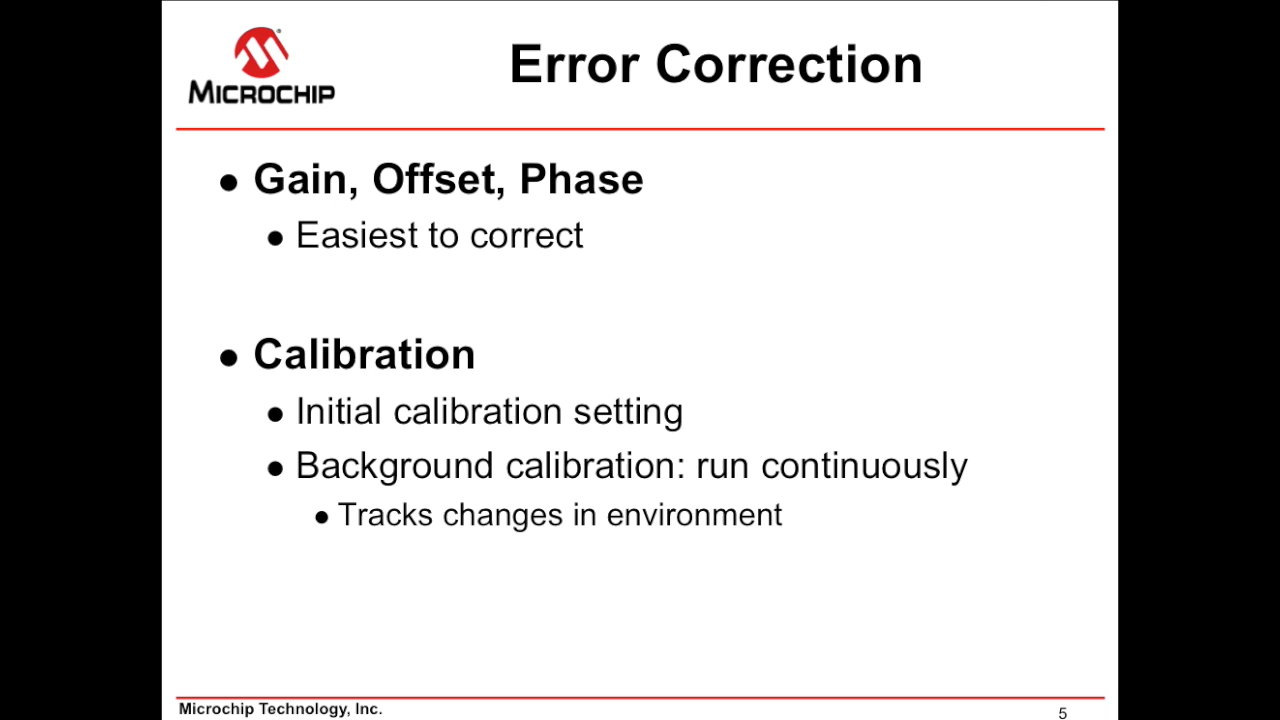 MICROCHIP
Error Correction
● Gain, Offset, Phase
● Easiest to correct
● Calibration
● Initial calibration setting
● Background calibration: run continuously
● Tracks changes in environment
Microchip Technology, Inc.
5